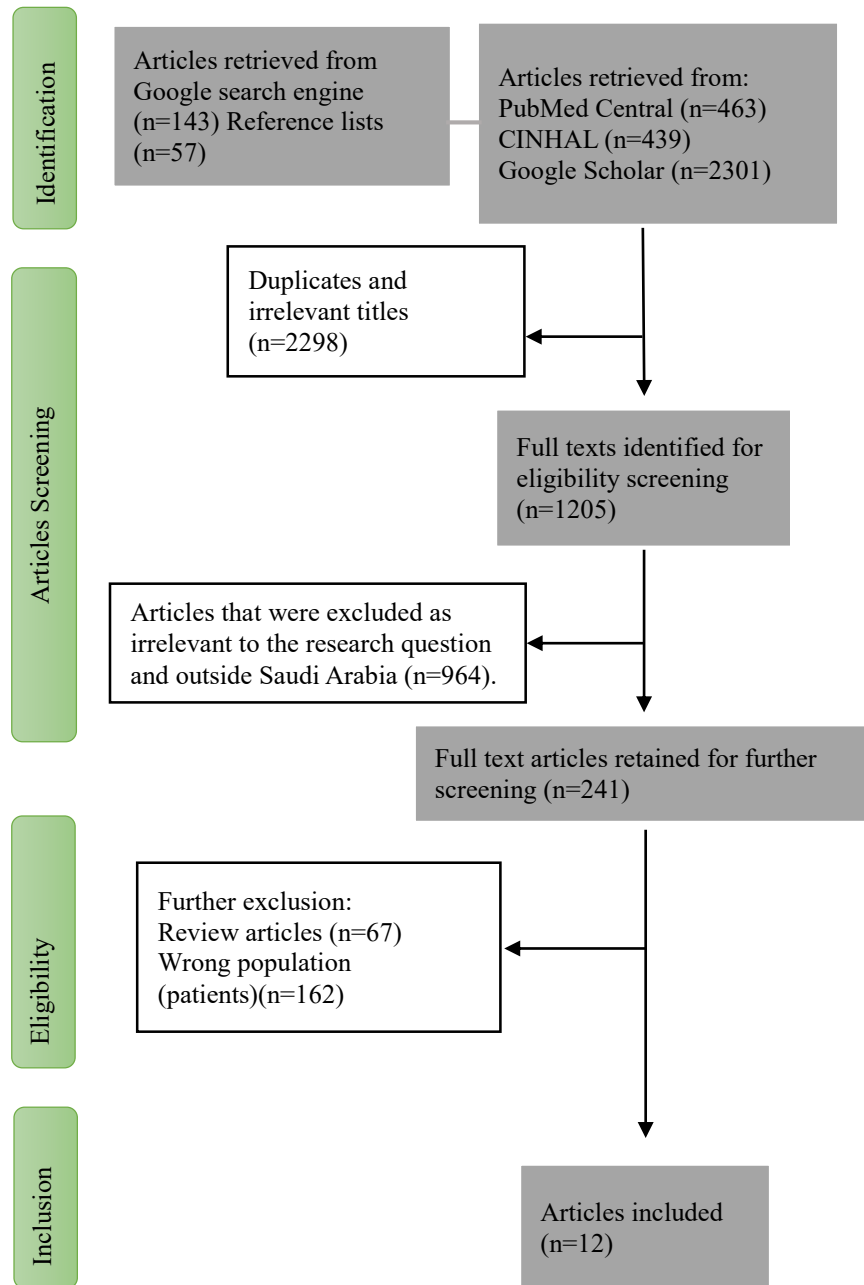 Identification
Articles retrieved from
Google search engine
(n=143) Reference lists
(n=57)
Articles retrieved from:
PubMed Central (n=463)
CINHAL (n=439)
Google Scholar (n=2301)
Articles Screening
Duplicates and
irrelevant titles
(n=2298)
Full texts identified for
eligibility screening
(n=1205)
Articles that were excluded as
irrelevant to the research question
and outside Saudi Arabia (n=964).
Full text articles retained for further
screening (n=241)
Eligibility
Further exclusion:
Review articles (n=67)
Wrong population
(patients)(n=162)
Inclusion
Articles included
(n=12)